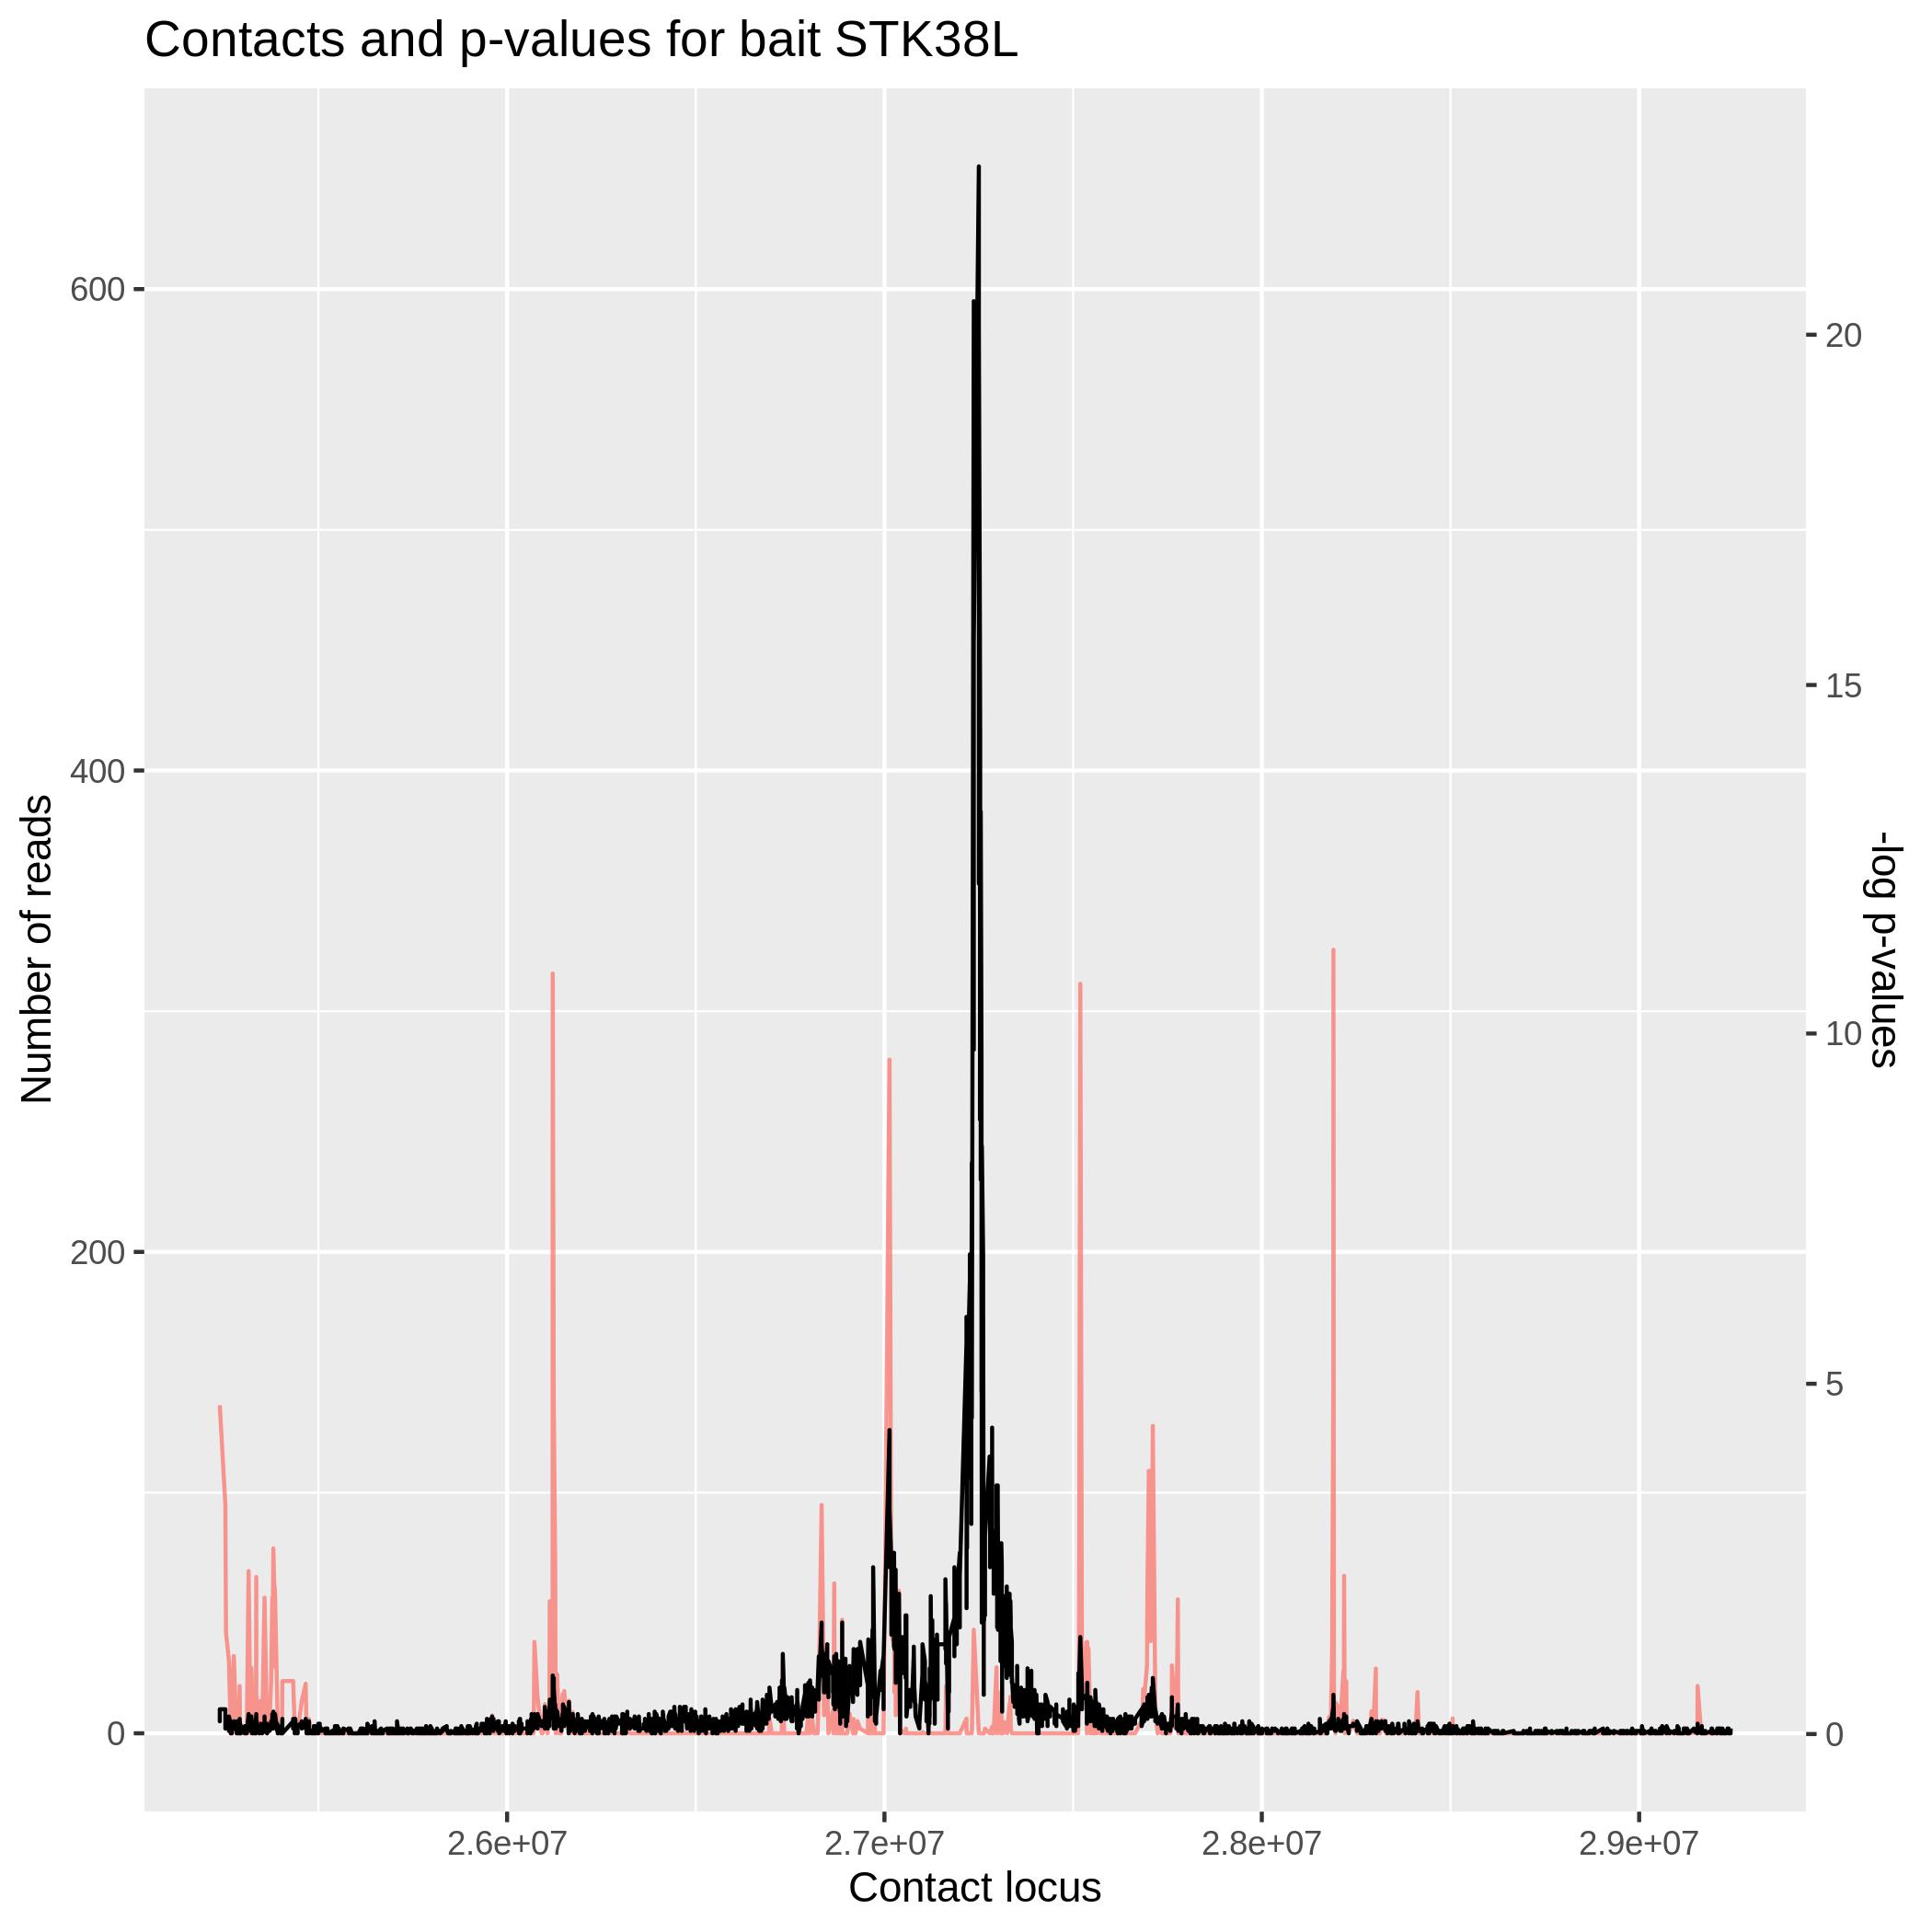 Contacts and p-values for bait STK38L
600
400
200
0
20
15
10
5
0
Number of reads
-log p-values
2.6e+07 2.7e+07 2.8e+07 2.9e+07
Contact locus